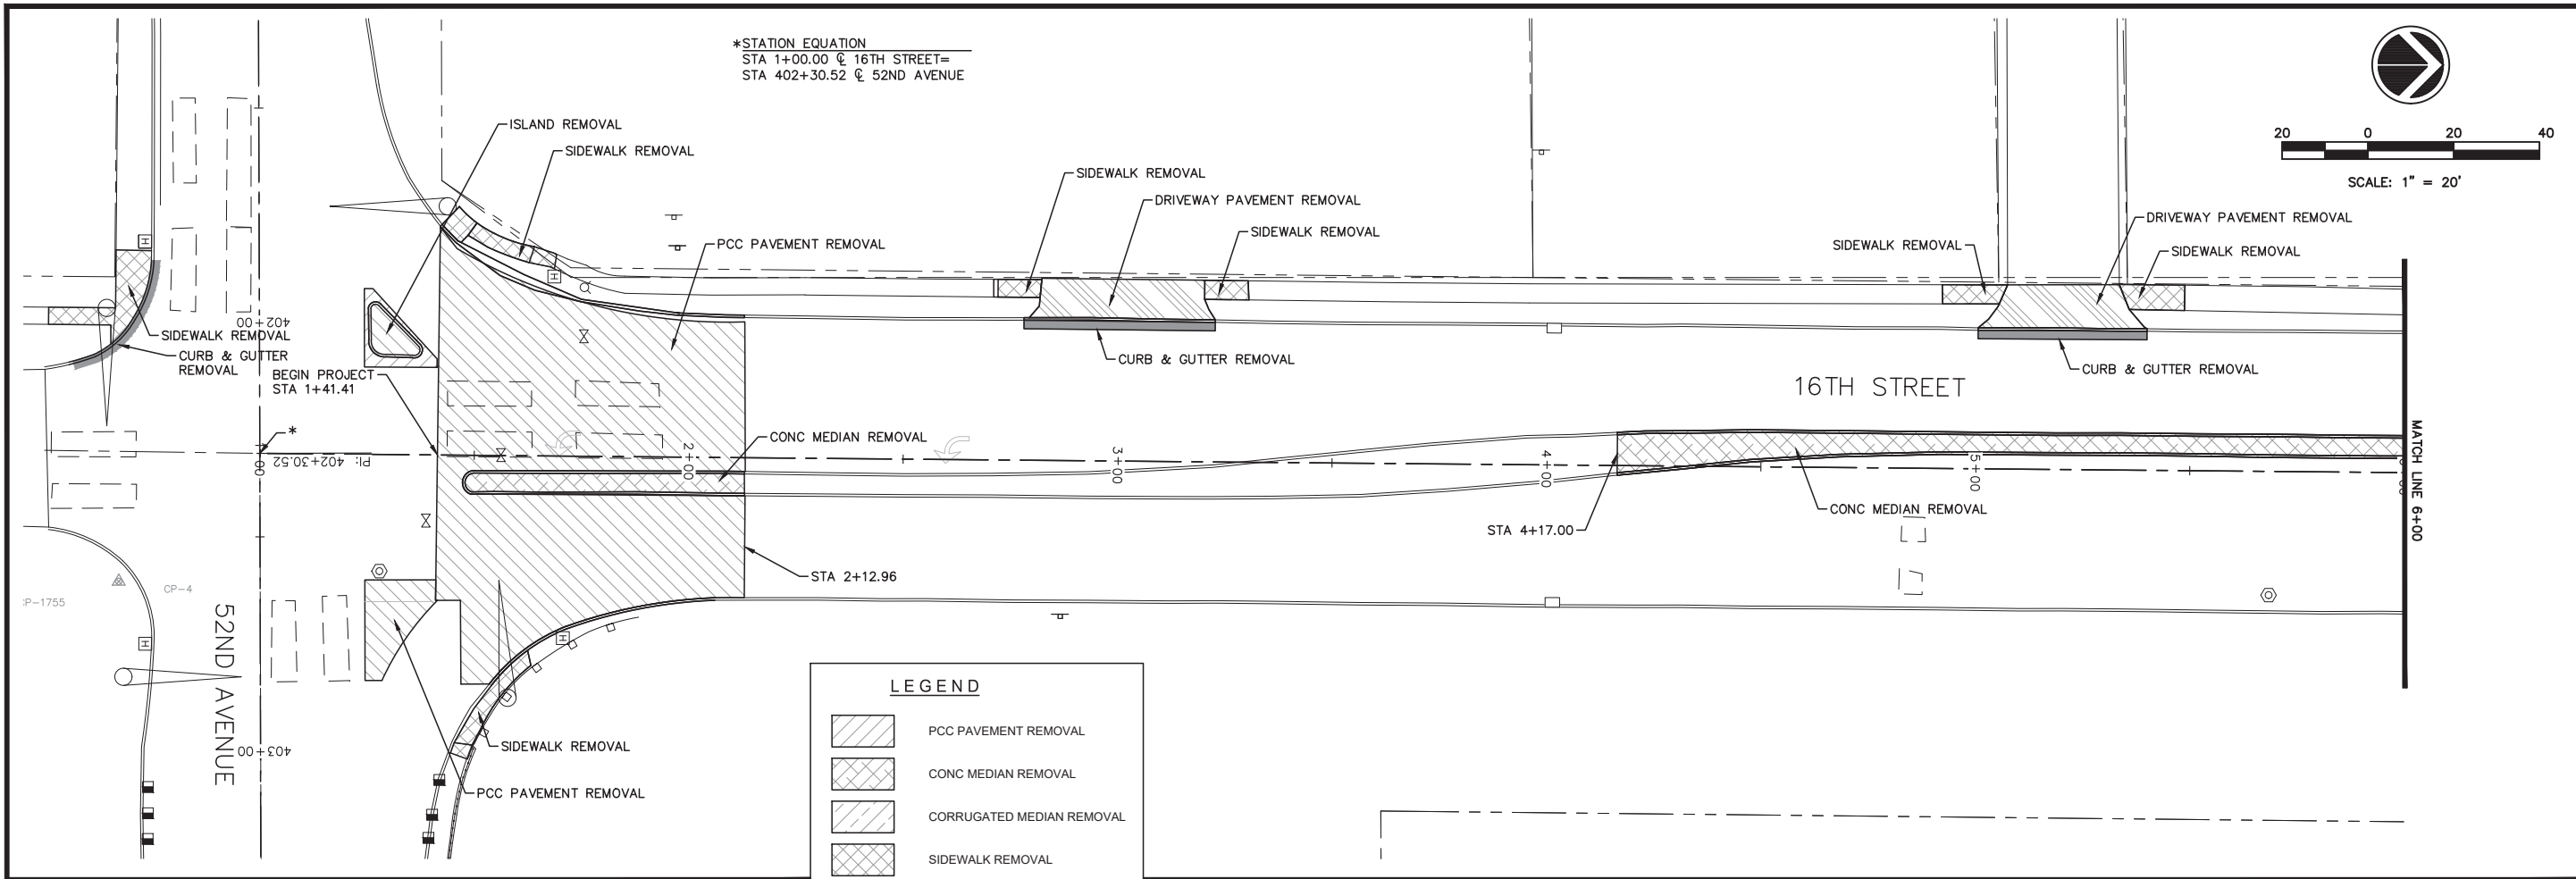 *STATION EQUATION
STA 1+00.00 ℄ 16TH STREET=
STA 402+30.52 ℄ 52ND AVENUE
20 0 20 40
SCALE: 1" = 20'
ISLAND REMOVAL
SIDEWALK REMOVAL
SIDEWALK REMOVAL
DRIVEWAY PAVEMENT REMOVAL
SIDEWALK REMOVAL
PCC PAVEMENT REMOVAL
SIDEWALK REMOVAL
DRIVEWAY PAVEMENT REMOVAL
SIDEWALK REMOVAL
H
H
402+00
SIDEWALK REMOVAL
CURB & GUTTER
REMOVAL
BEGIN PROJECT
STA 1+41.41
CURB & GUTTER REMOVAL
CURB & GUTTER REMOVAL
16TH STREET
*
PI: 402+30.52
2+00
CONC MEDIAN REMOVAL
3+00
4+00
5+00
MATCH LINE 6+00
STA 4+17.00
CONC MEDIAN REMOVAL
STA 2+12.96
CP-4
P-1755
52ND AVENUE
H
H
403+00
SIDEWALK REMOVAL
PCC PAVEMENT REMOVAL
LEGEND
PCC PAVEMENT REMOVAL
CONC MEDIAN REMOVAL
CORRUGATED MEDIAN REMOVAL
SIDEWALK REMOVAL